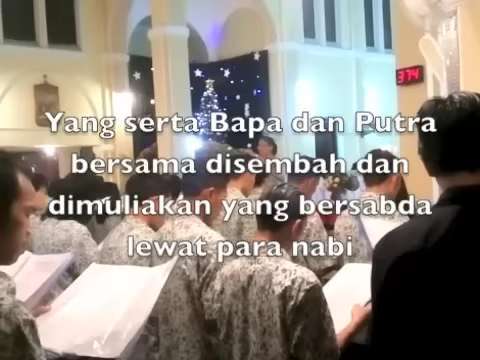 374
Yang serta Bapa dan Putra
bersama disembah dan
dimuliakan yang bersabda
lewat para nabi